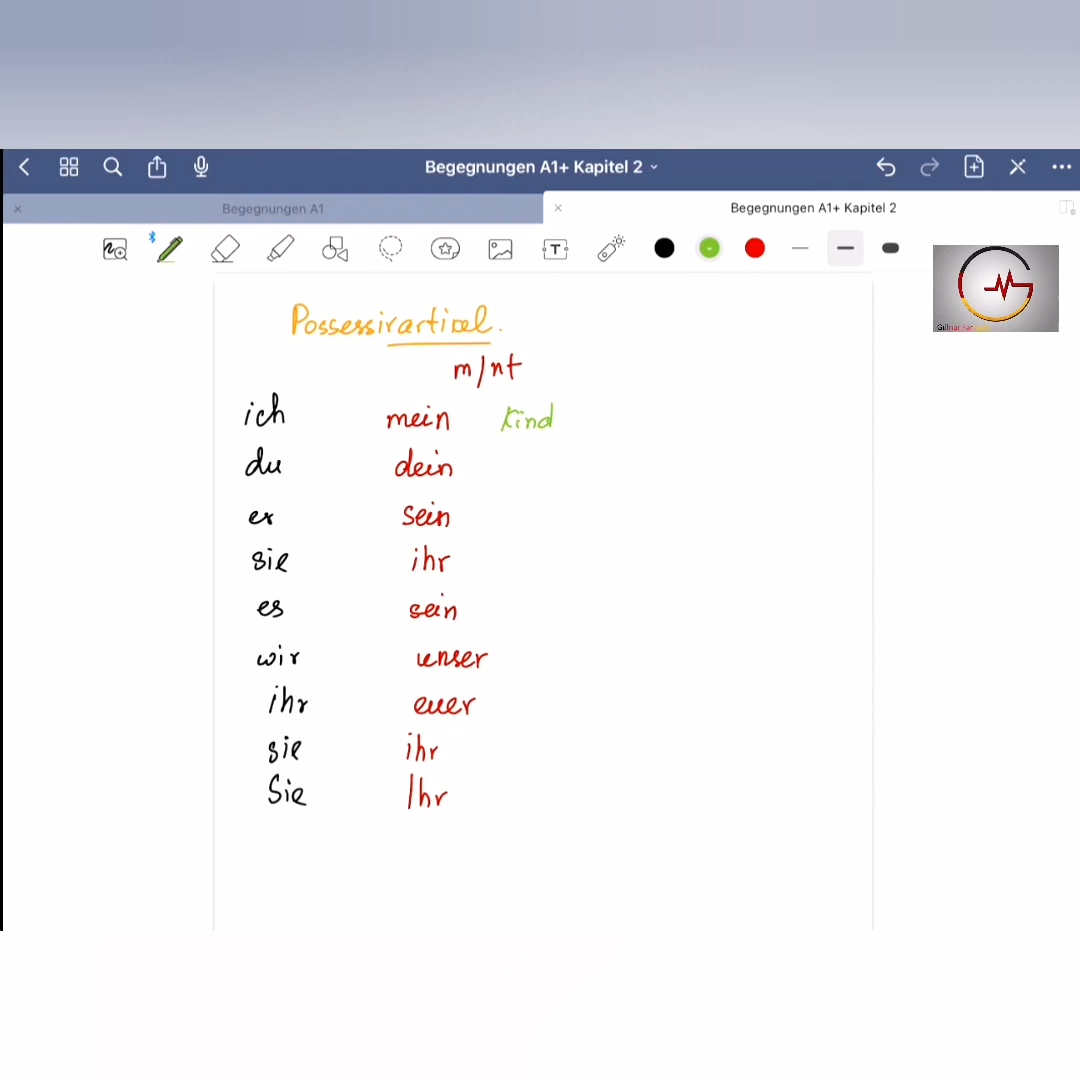 Begegnungen A1+ Kapitel 2
Begegnungen A1
Begegnungen A1+ Kapitel 2
T
Possessivartikel.
m/nt
ich mein Kind
du dein
er sein
sie ihr
es sein
wir unser
ihr euer
sie ihr
Sie Ihr